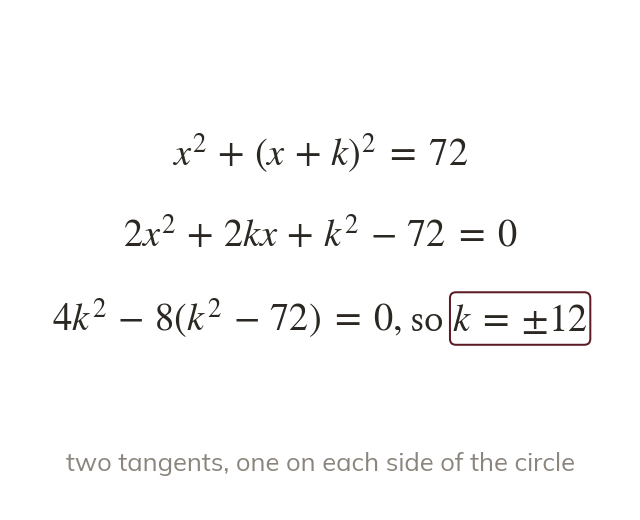 x² + (x + k)² = 72
2x² + 2kx + k² − 72 = 0
4k² − 8(k² − 72) = 0, so k = ±12
two tangents, one on each side of the circle